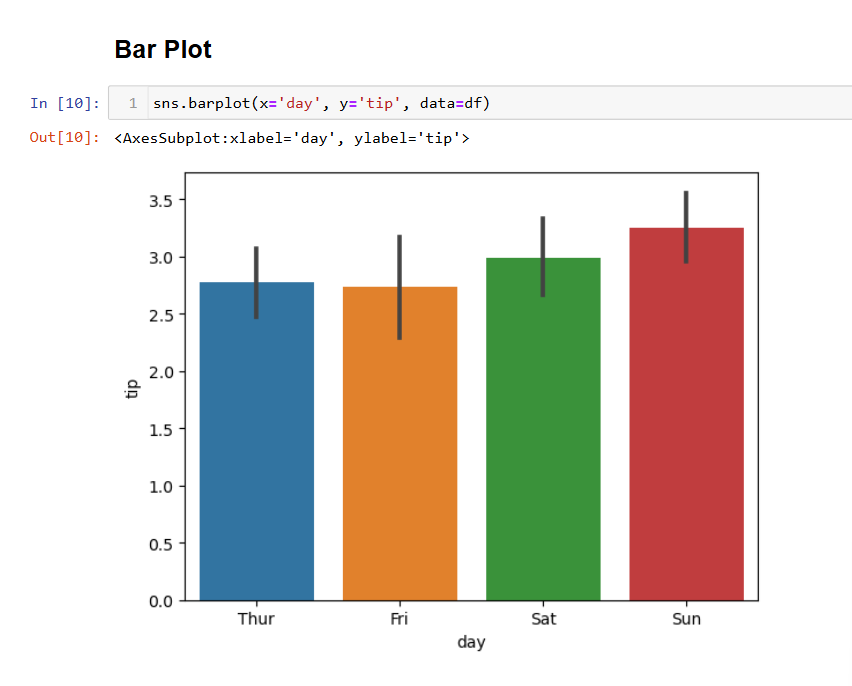 Bar Plot
In [10]: 1 sns.barplot(x='day', y='tip', data=df)
Out[10]: <AxesSubplot:xlabel='day', ylabel='tip'>
3.5
3.0
2.5
2.0
tip
1.5
1.0
0.5
0.0
Thur Fri Sat Sun
day